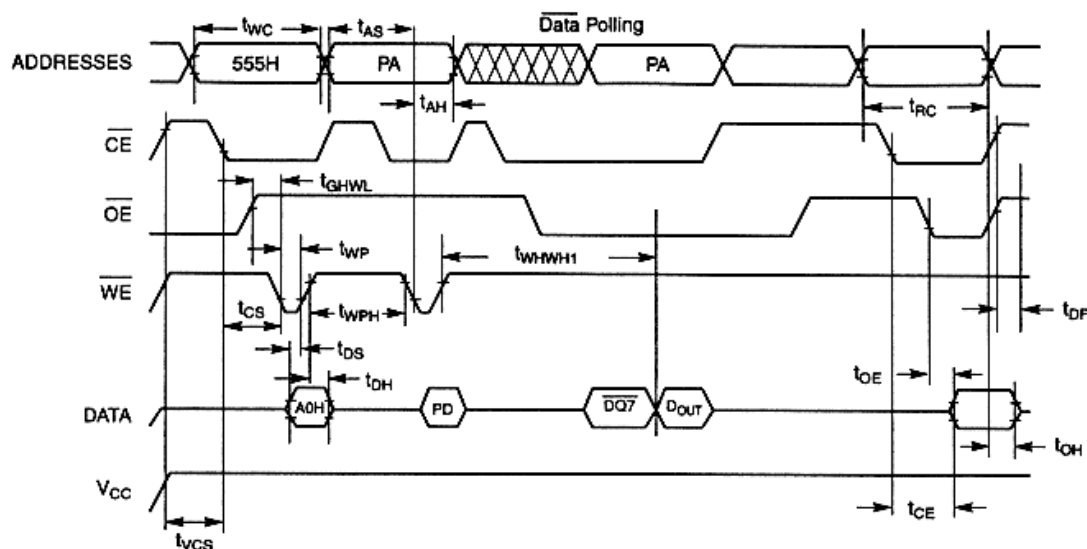 Data Polling
tWC
tAS
ADDRESSES
555H
PA
PA
tAH
tRC
CE
tGHWL
OE
tWP
tWHWH1
WE
tCS
tWPH
tDF
tDS
tOE
tDH
DATA
A0H
PD
DQ7
DOUT
tOH
VCC
tCE
tVCS